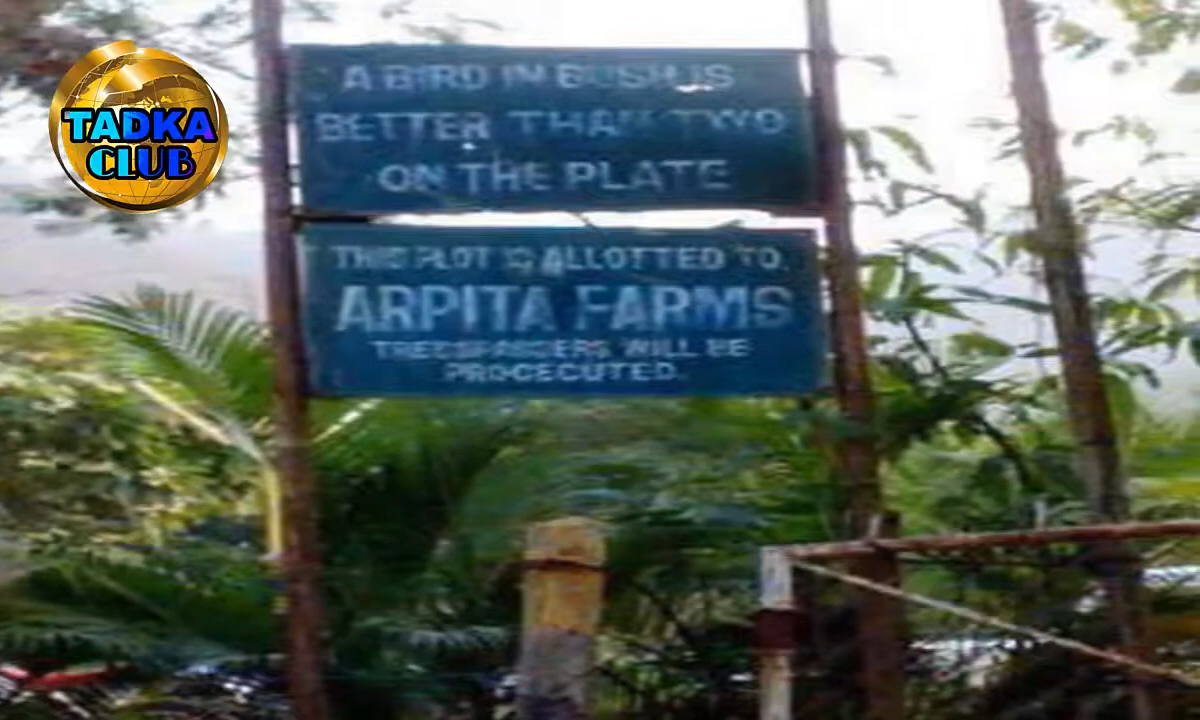 TADKA
CLUB
A BIRD IN BUSH IS
BETTER THAN TWO
ON THE PLATE
THIS PLOT IS ALLOTTED TO.
ARPITA FARMS
WILL BE
PROCECUTED.